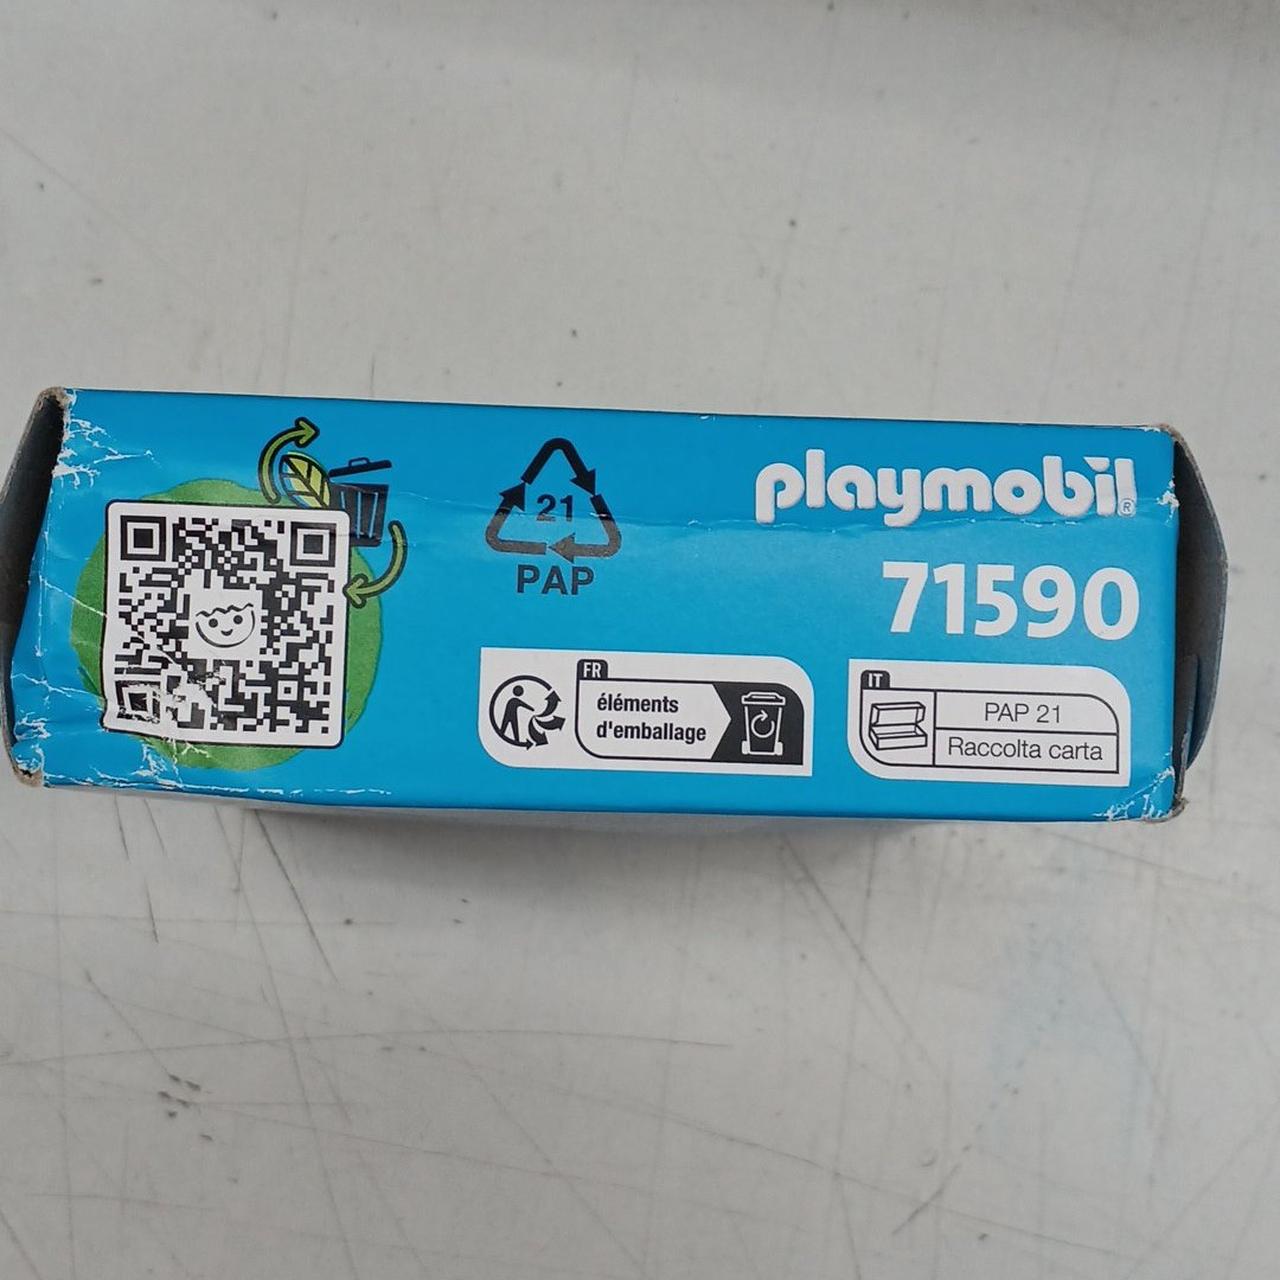 playmobil®
71590
21
PAP
FR
éléments
d'emballage
IT
PAP 21
Raccolta carta